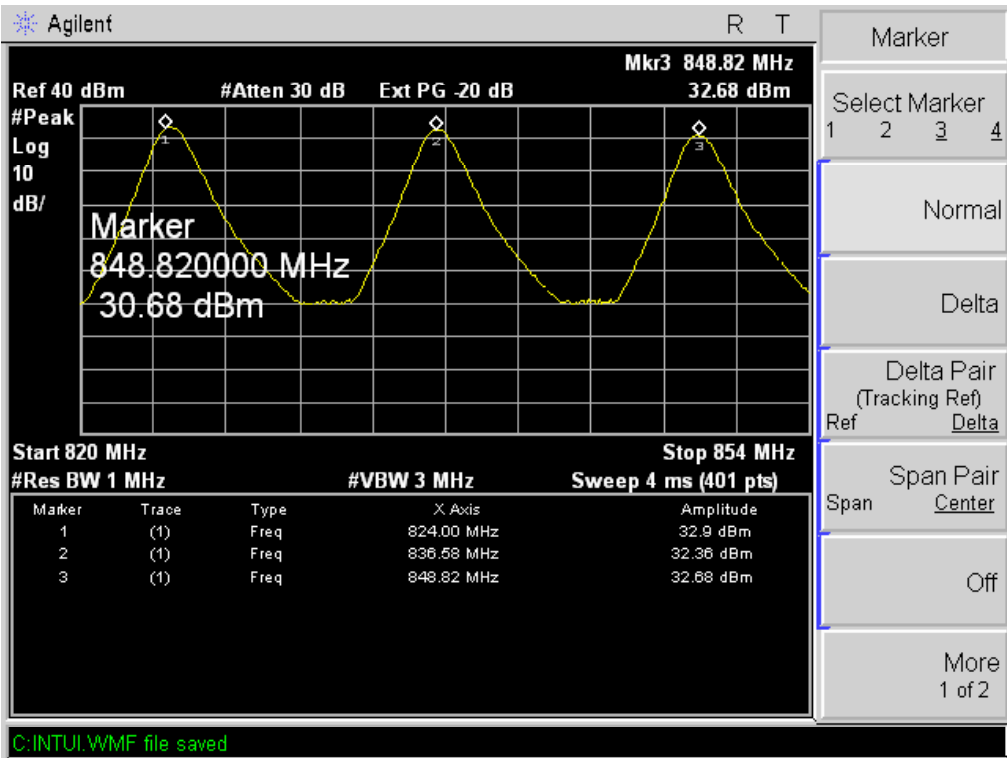 Agilent R T
Mkr3 848.82 MHz
Ref 40 dBm #Atten 30 dB Ext PG -20 dB 32.68 dBm
#Peak
Log
10
dB/
1
2
3
Marker
848.820000 MHz
30.68 dBm
Start 820 MHz Stop 854 MHz
#Res BW 1 MHz #VBW 3 MHz Sweep 4 ms (401 pts)
Marker Trace Type X Axis Amplitude
1 (1) Freq 824.00 MHz 32.9 dBm
2 (1) Freq 836.58 MHz 32.36 dBm
3 (1) Freq 848.82 MHz 32.68 dBm
C:INTUI.WMF file saved
Marker
Select Marker
1 2 3 4
Normal
Delta
Delta Pair
(Tracking Ref)
Ref Delta
Span Pair
Span Center
Off
More
1 of 2